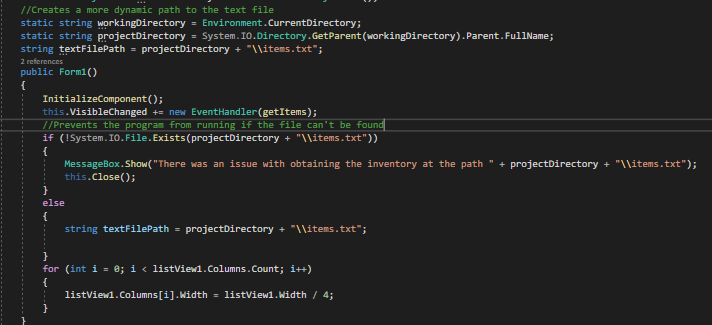 //Creates a more dynamic path to the text file
static string workingDirectory = Environment.CurrentDirectory;
static string projectDirectory = System.IO.Directory.GetParent(workingDirectory).Parent.FullName;
string textFilePath = projectDirectory + "\\items.txt";
2 references
public Form1()
{
InitializeComponent();
this.VisibleChanged += new EventHandler(getItems);
//Prevents the program from running if the file can't be found
if (!System.IO.File.Exists(projectDirectory + "\\items.txt"))
{
MessageBox.Show("There was an issue with obtaining the inventory at the path " + projectDirectory + "\\items.txt");
this.Close();
}
else
{
string textFilePath = projectDirectory + "\\items.txt";
}
for (int i = 0; i < listView1.Columns.Count; i++)
{
listView1.Columns[i].Width = listView1.Width / 4;
}
}